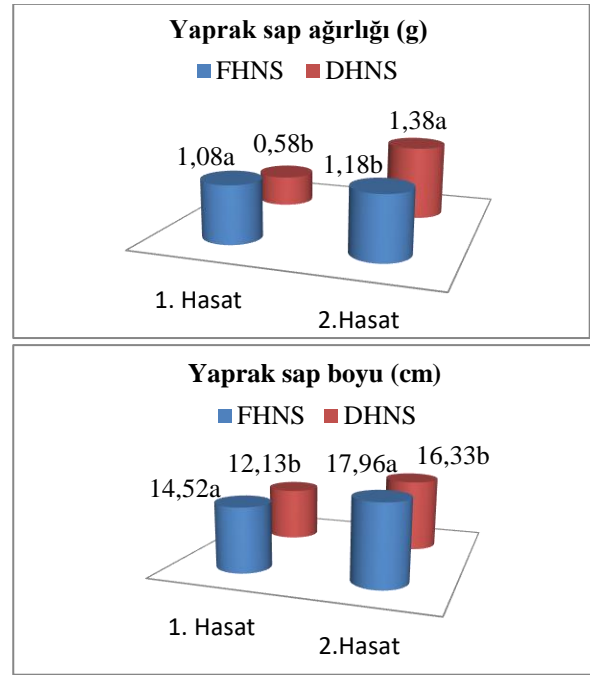 Yaprak sap ağırlığı (g)
FHNS DHNS
1,08a 0,58b 1,18b 1,38a
1. Hasat
2.Hasat
Yaprak sap boyu (cm)
FHNS DHNS
14,52a 12,13b 17,96a 16,33b
1. Hasat
2.Hasat